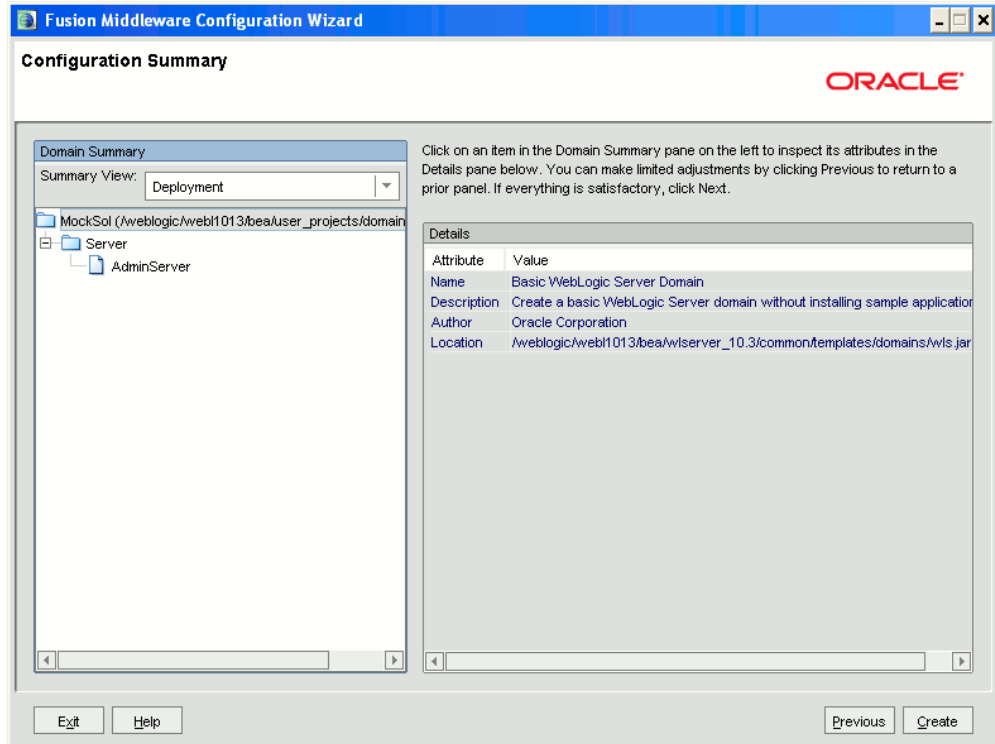 Fusion Middleware Configuration Wizard
Configuration Summary
ORACLE
Domain Summary
Summary View: Deployment
MockSol (/weblogic/webl1013/bea/user_projects/domain
Server
AdminServer
Click on an item in the Domain Summary pane on the left to inspect its attributes in the
Details pane below. You can make limited adjustments by clicking Previous to return to a
prior panel. If everything is satisfactory, click Next.
Details
Attribute Value
Name Basic WebLogic Server Domain
Description Create a basic WebLogic Server domain without installing sample application
Author Oracle Corporation
Location /weblogic/webl1013/bea/wlserver_10.3/common/templates/domains/wls.jar
Exit Help Previous Create